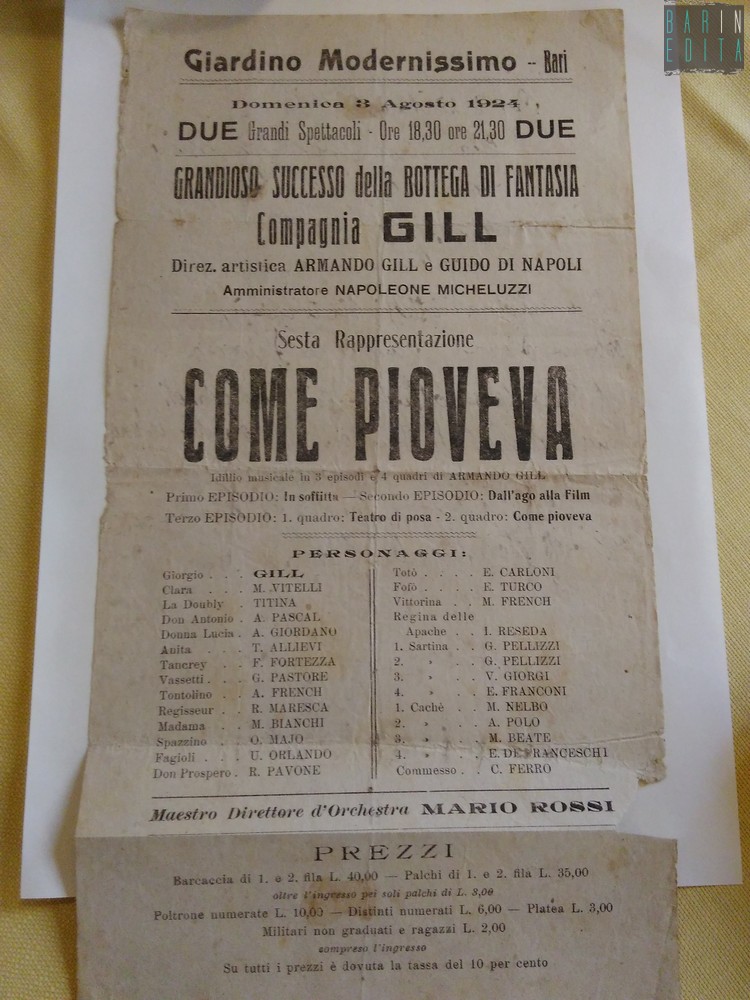 BARIN
EDITA
Giardino Modernissimo -- Bari
Domenica 3 Agosto 1924
DUE Grandi Spettacoli - Ore 18,30 ore 21,30 DUE
GRANDIOSO SUCCESSO della BOTTEGA DI FANTASIA
Compagnia GILL
Direz. artistica ARMANDO GILL e GUIDO DI NAPOLI
Amministratore NAPOLEONE MICHELUZZI
Sesta Rappresentazione
COME PIOVEVA
Idillio musicale in 3 episodi e 4 quadri di ARMANDO GILL
Primo EPISODIO: In soffitta — Secondo EPISODIO: Dall'ago alla Film
Terzo EPISODIO: 1. quadro: Teatro di posa - 2. quadro: Come pioveva
PERSONAGGI:
Giorgio . . . GILL
Clara . . . M. VITELLI
La Doubly . TITINA
Don Antonio . A. PASCAL
Donna Lucia . A. GIORDANO
Anita . . T. ALLIEVI
Tancrey . . F. FORTEZZA
Vassetti . . G. PASTORE
Tontolino . . A. FRENCH
Regisseur . . R. MARESCA
Madama . . M. BIANCHI
Spazzino . . O. MAJO
Fagioli . . U. ORLANDO
Don Prospero . R. PAVONE
Totò . . . . E. CARLONI
Fofò . . . . E. TURCO
Vittorina . . M. FRENCH
Regina delle
Apache . . I. RESEDA
1. Sartina . . G. PELLIZZI
2. » . . G. PELLIZZI
3. » . . V. GIORGI
4. » . . E. FRANCONI
1. Cachè . . M. NELBO
2. » . . A. POLO
3. » . . M. BEATE
4. » . . E. DE FRANCESCHI
Commesso . . C. FERRO
Maestro Direttore d'Orchestra MARIO ROSSI
PREZZI
Barcaccia di 1. e 2. fila L. 40,00 — Palchi di 1. e 2. fila L. 35,00
oltre l'ingresso pei soli palchi di L. 3,00
Poltrone numerate L. 10,00 — Distinti numerati L. 6,00 — Platea L. 3,00
Militari non graduati e ragazzi L. 2,00
compreso l'ingresso
Su tutti i prezzi è dovuta la tassa del 10 per cento